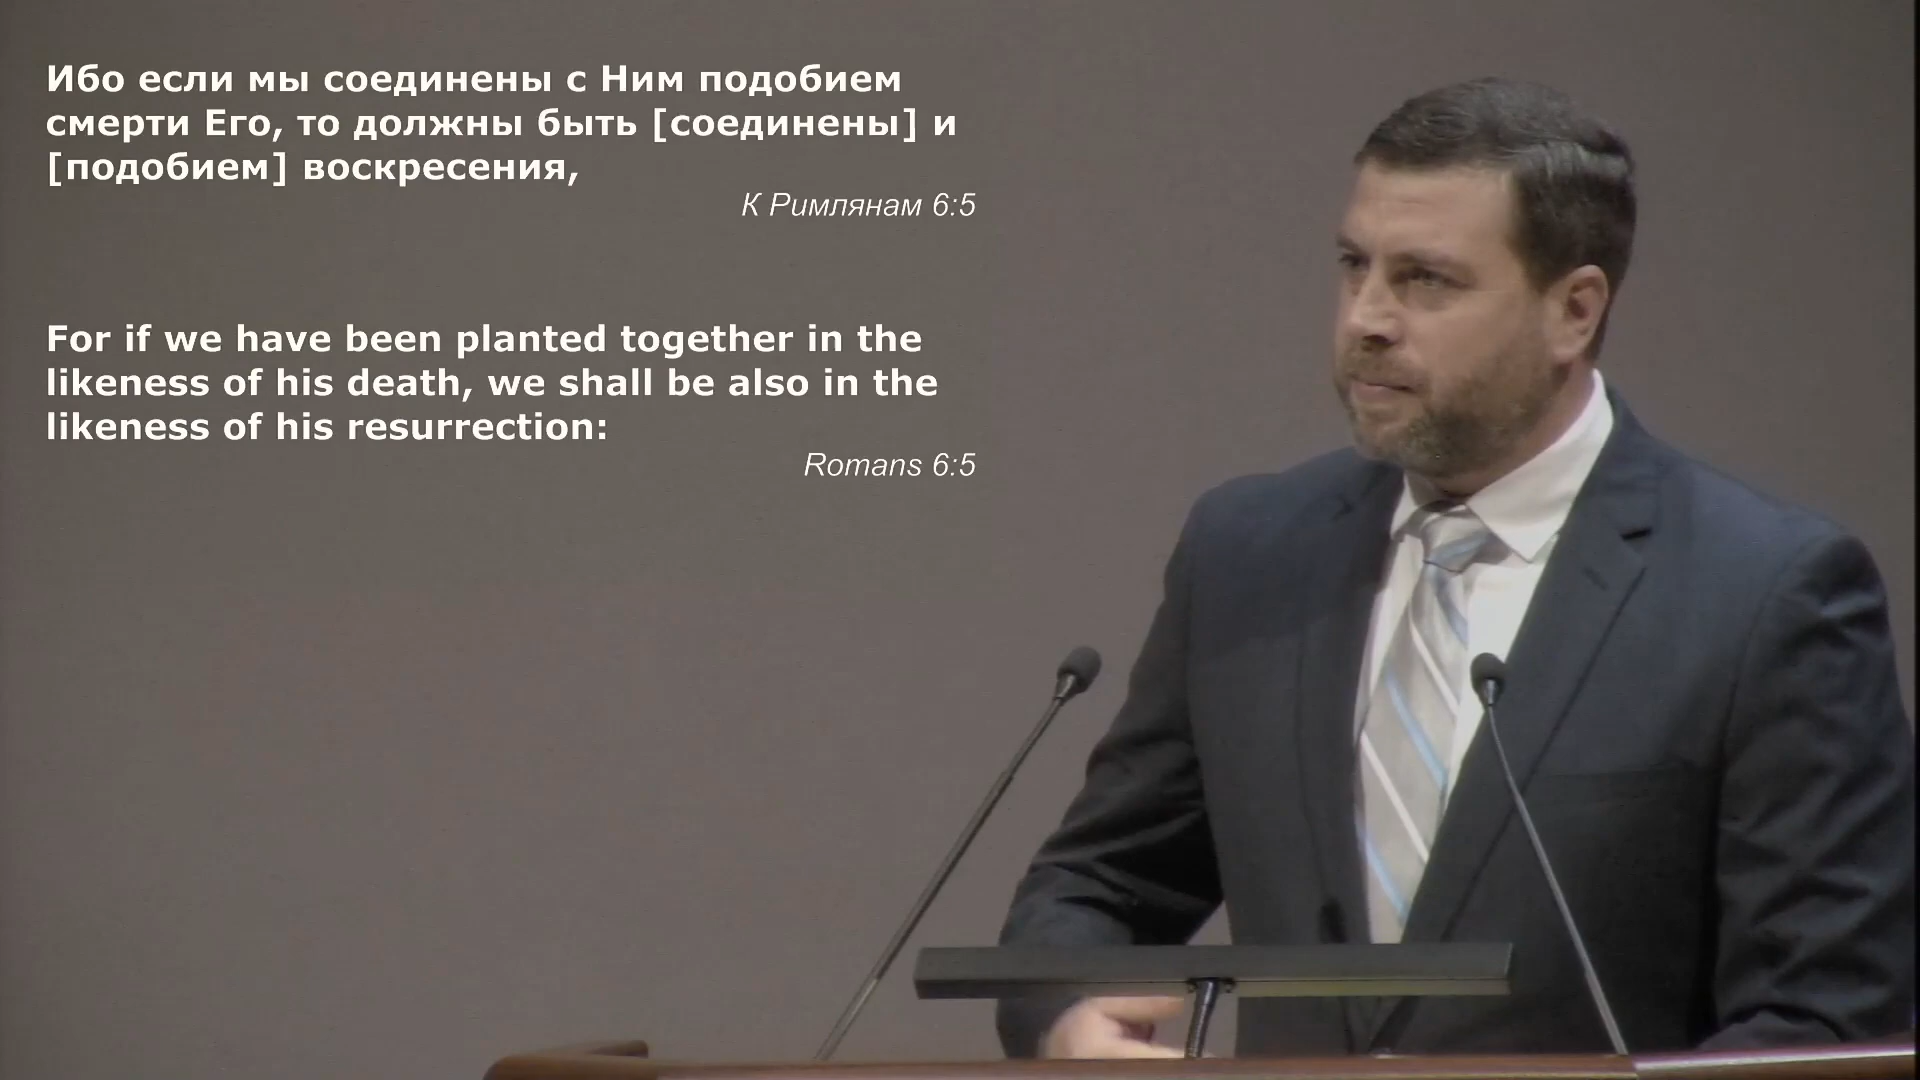 Ибо если мы соединены с Ним подобием
смерти Его, то должны быть [соединены] и
[подобием] воскресения,
К Римлянам 6:5
For if we have been planted together in the
likeness of his death, we shall be also in the
likeness of his resurrection:
Romans 6:5